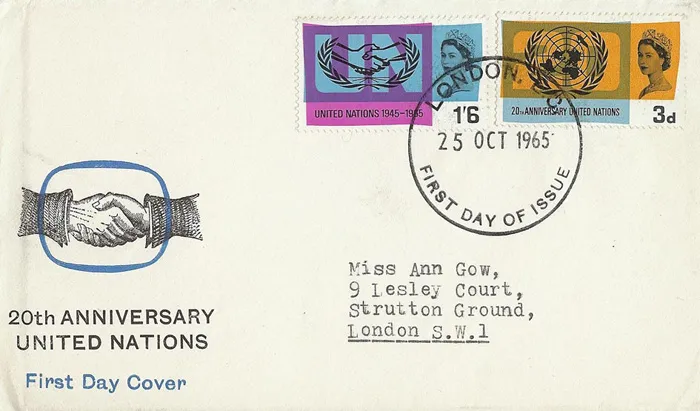 UN
UNITED NATIONS 1945-1965
1'6
20TH ANNIVERSARY UNITED NATIONS
3d
LONDON,
25 OCT 1965
FIRST DAY OF ISSUE
Miss Ann Gow,
9 Lesley Court,
Strutton Ground,
London S.W.1
20th ANNIVERSARY
UNITED NATIONS
First Day Cover